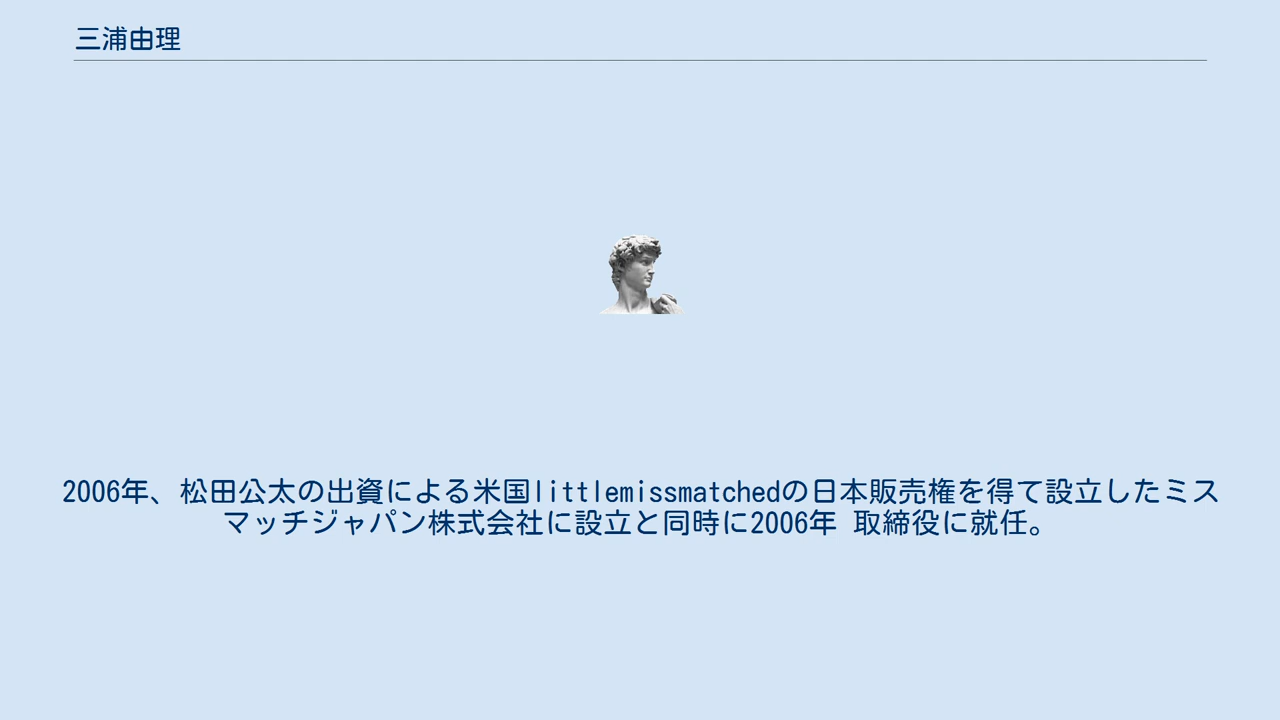 三浦由理
2006年、松田公太の出資による米国littlemissmatchedの日本販売権を得て設立したミス
マッチジャパン株式会社に設立と同時に2006年 取締役に就任。